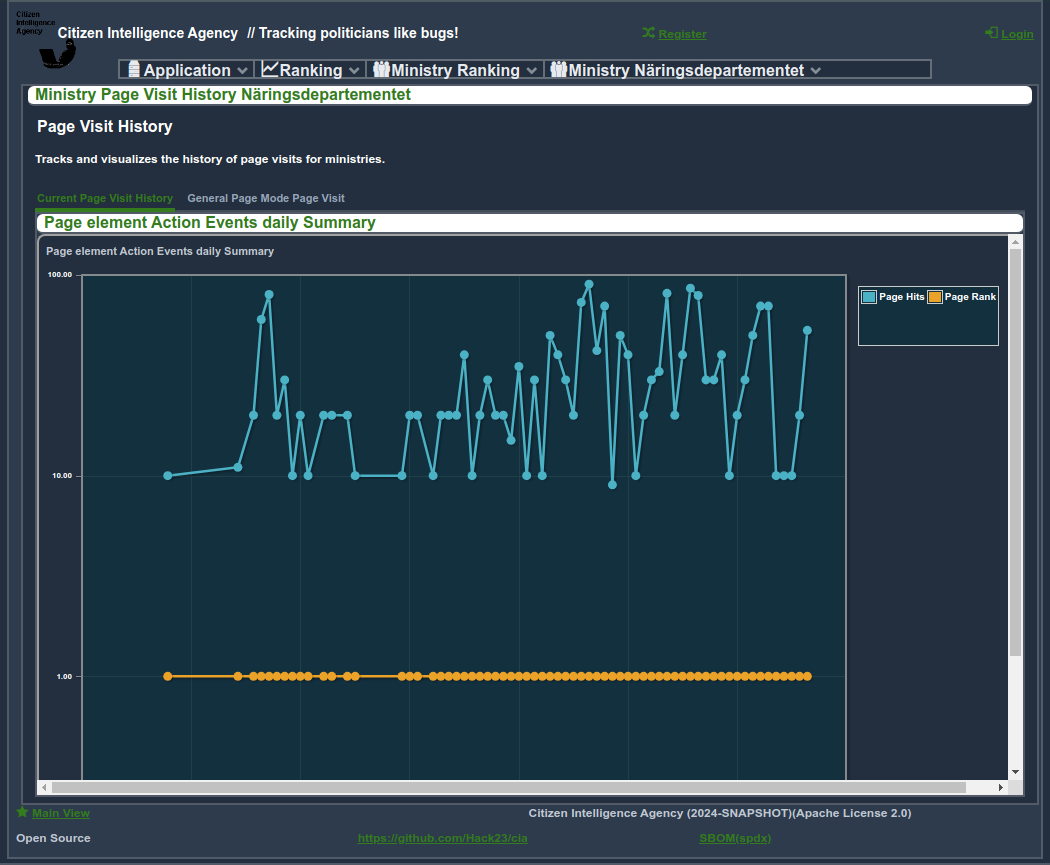 Citizen
Intelligence
Agency
Citizen Intelligence Agency // Tracking politicians like bugs!
Register
Login
Application
Ranking
Ministry Ranking
Ministry Näringsdepartementet
Ministry Page Visit History Näringsdepartementet
Page Visit History
Tracks and visualizes the history of page visits for ministries.
Current Page Visit History
General Page Mode Page Visit
Page element Action Events daily Summary
Page element Action Events daily Summary
100.00
Page Hits
Page Rank
10.00
1.00
Main View
Citizen Intelligence Agency (2024-SNAPSHOT)(Apache License 2.0)
Open Source
https://github.com/Hack23/cia
SBOM(spdx)